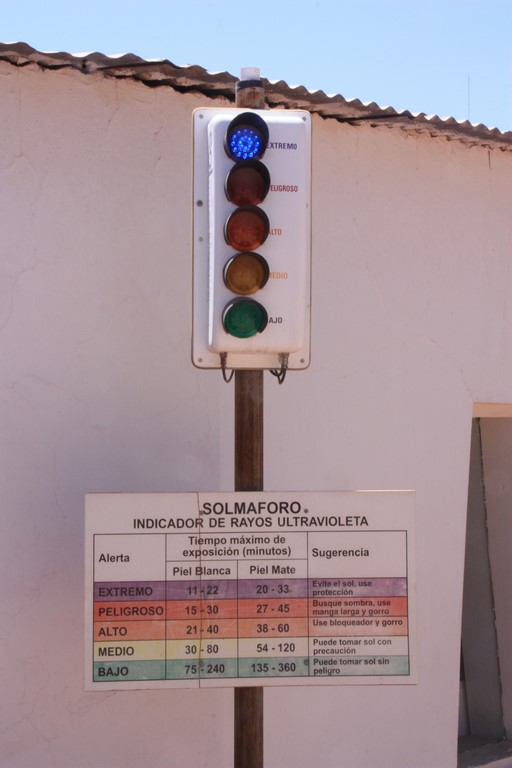 EXTREMO
PELIGROSO
ALTO
MEDIO
BAJO
SOLMAFORO
INDICADOR DE RAYOS ULTRAVIOLETA
Alerta
Tiempo máximo de
exposición (minutos)
Sugerencia
Piel Blanca Piel Mate
EXTREMO 11 - 22 20 - 33 Evite el sol, use
protección
PELIGROSO 15 - 30 27 - 45 Busque sombra, use
manga larga y gorro
ALTO 21 - 40 38 - 60 Use bloqueador y gorro
MEDIO 30 - 80 54 - 120 Puede tomar sol con
precaución
BAJO 75 - 240 135 - 360 Puede tomar sol sin
peligro